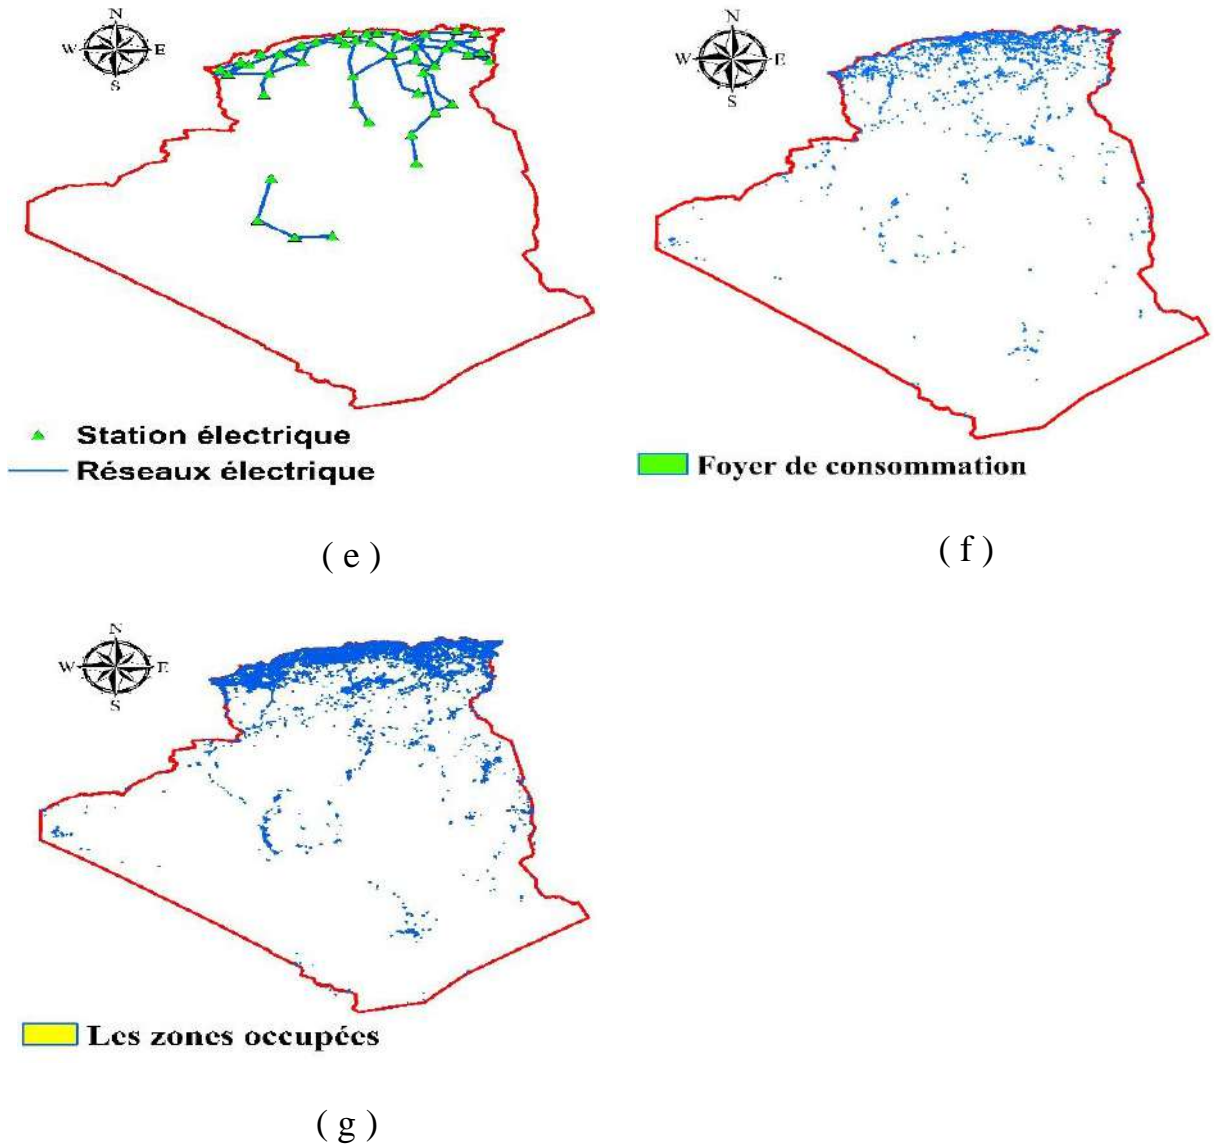 N
W E
S
Station électrique
Réseaux électrique
( e )
N
W E
S
Foyer de consommation
( f )
N
W E
S
Les zones occupées
( g )